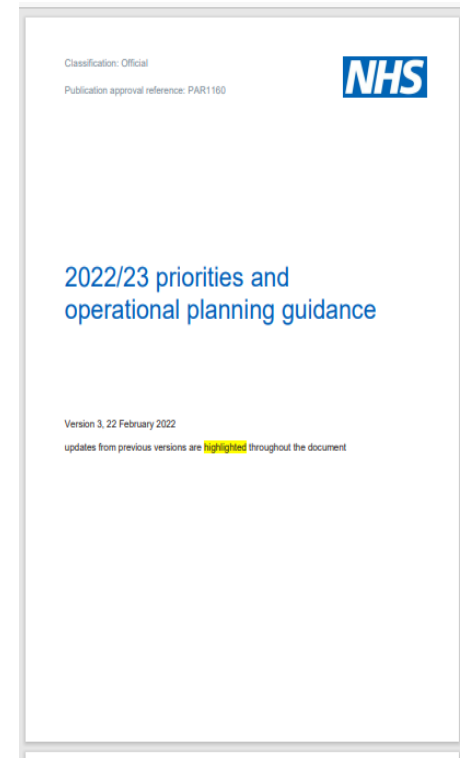 Classification: Official
NHS
Publication approval reference: PAR1160
2022/23 priorities and
operational planning guidance
Version 3, 22 February 2022
updates from previous versions are highlighted throughout the document